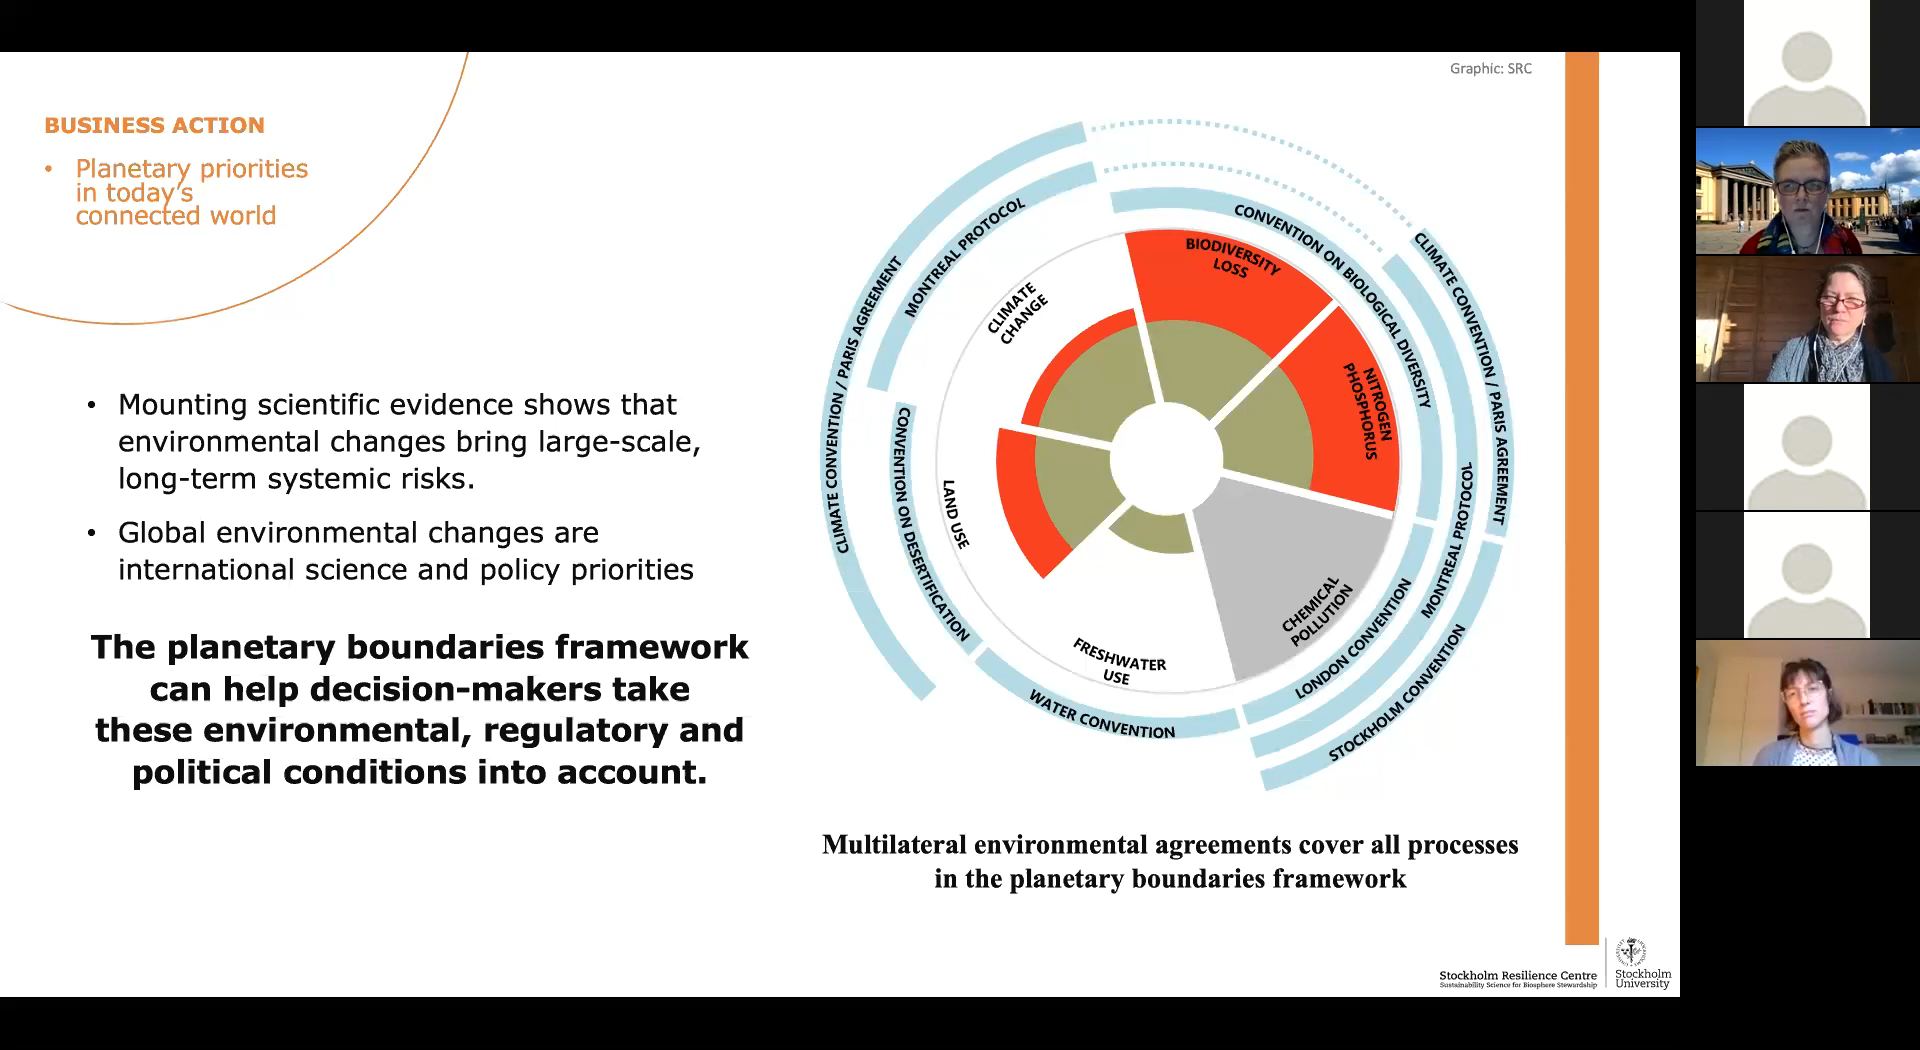 Graphic: SRC
BUSINESS ACTION
• Planetary priorities
in today's
connected world
• Mounting scientific evidence shows that
environmental changes bring large-scale,
long-term systemic risks.
• Global environmental changes are
international science and policy priorities
The planetary boundaries framework
can help decision-makers take
these environmental, regulatory and
political conditions into account.
CLIMATE CONVENTION / PARIS AGREEMENT
MONTREAL PROTOCOL
CONVENTION ON BIOLOGICAL DIVERSITY
CLIMATE CONVENTION / PARIS AGREEMENT
BIODIVERSITY
LOSS
CLIMATE
CHANGE
NITROGEN
PHOSPHORUS
CONVENTION ON DESERTIFICATION
LAND USE
MONTREAL PROTOCOL
CHEMICAL
POLLUTION
FRESHWATER
USE
LONDON CONVENTION
WATER CONVENTION
STOCKHOLM CONVENTION
Multilateral environmental agreements cover all processes
in the planetary boundaries framework
Stockholm Resilience Centre
Sustainability Science for Biosphere Stewardship
Stockholm
University